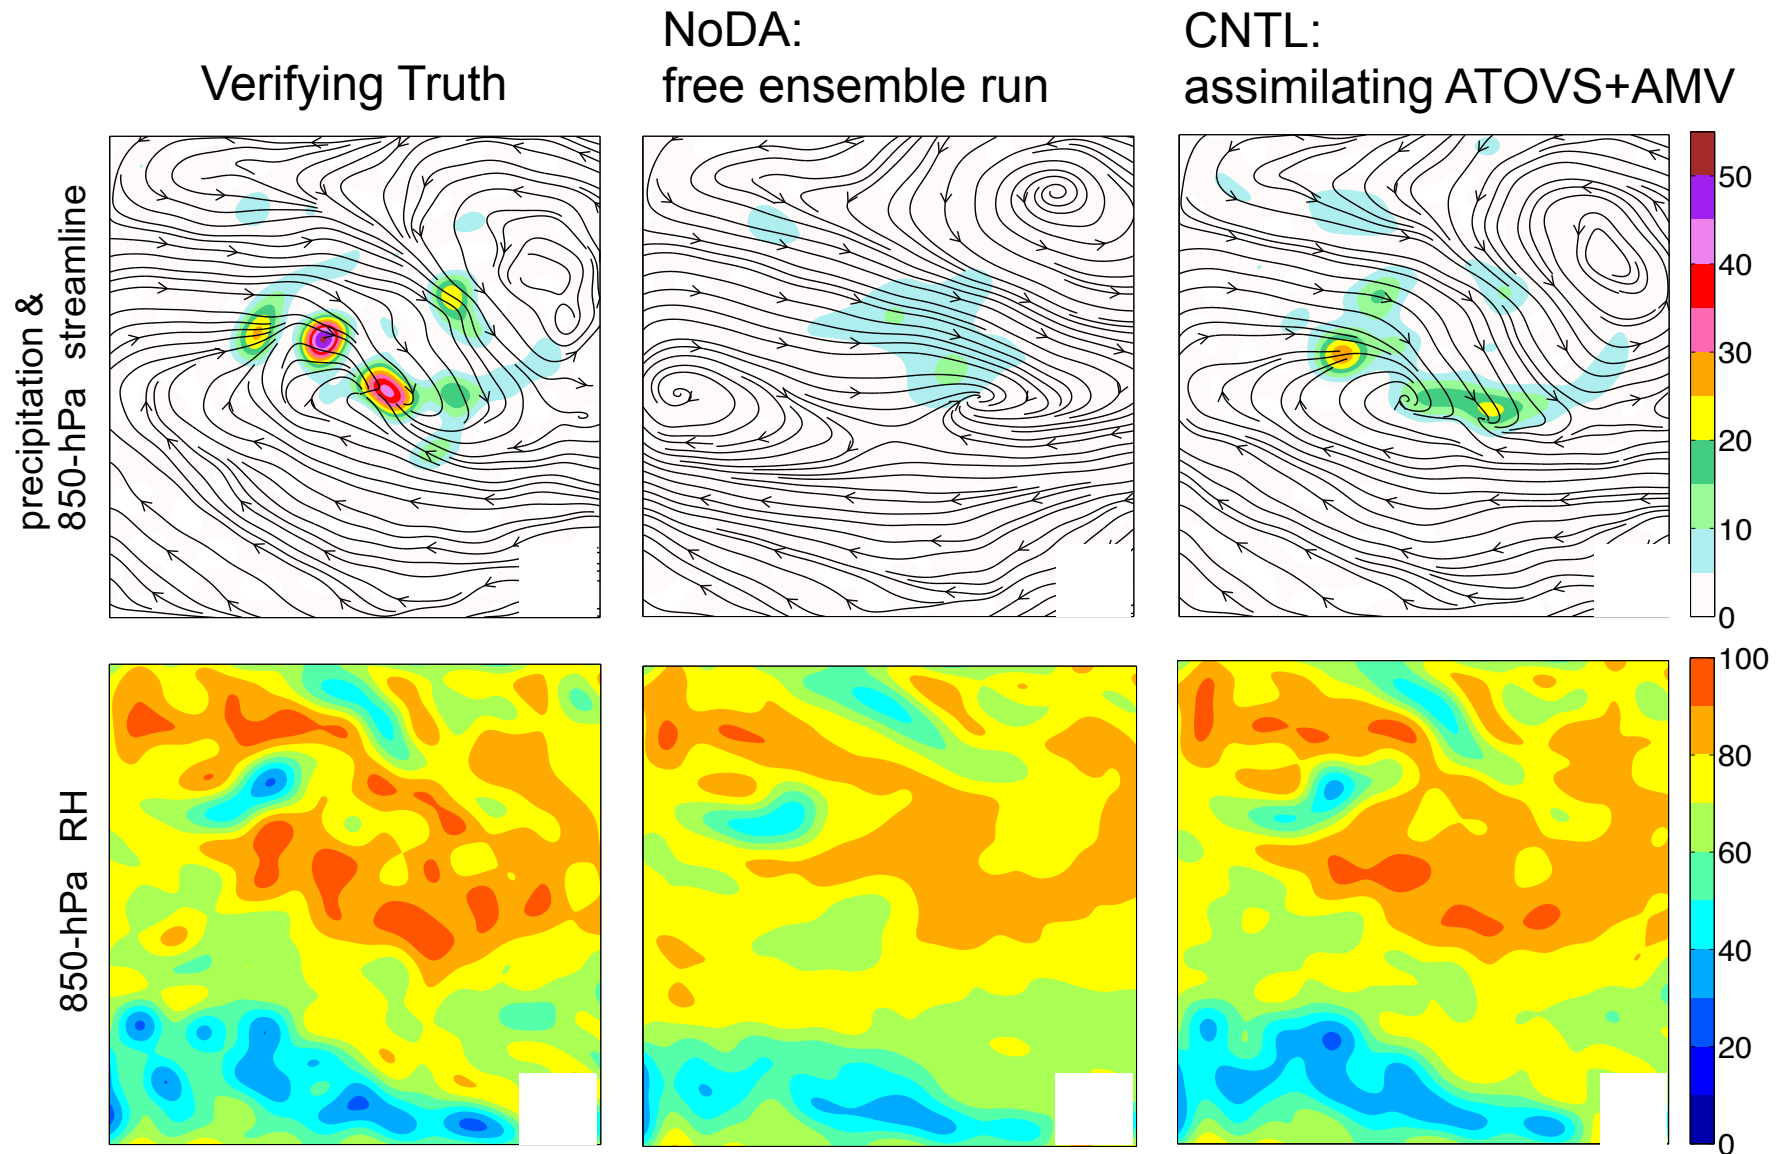 Verifying Truth
NoDA:
free ensemble run
CNTL:
assimilating ATOVS+AMV
precipitation &
850-hPa streamline
50
40
30
20
10
0
850-hPa RH
100
80
60
40
20
0